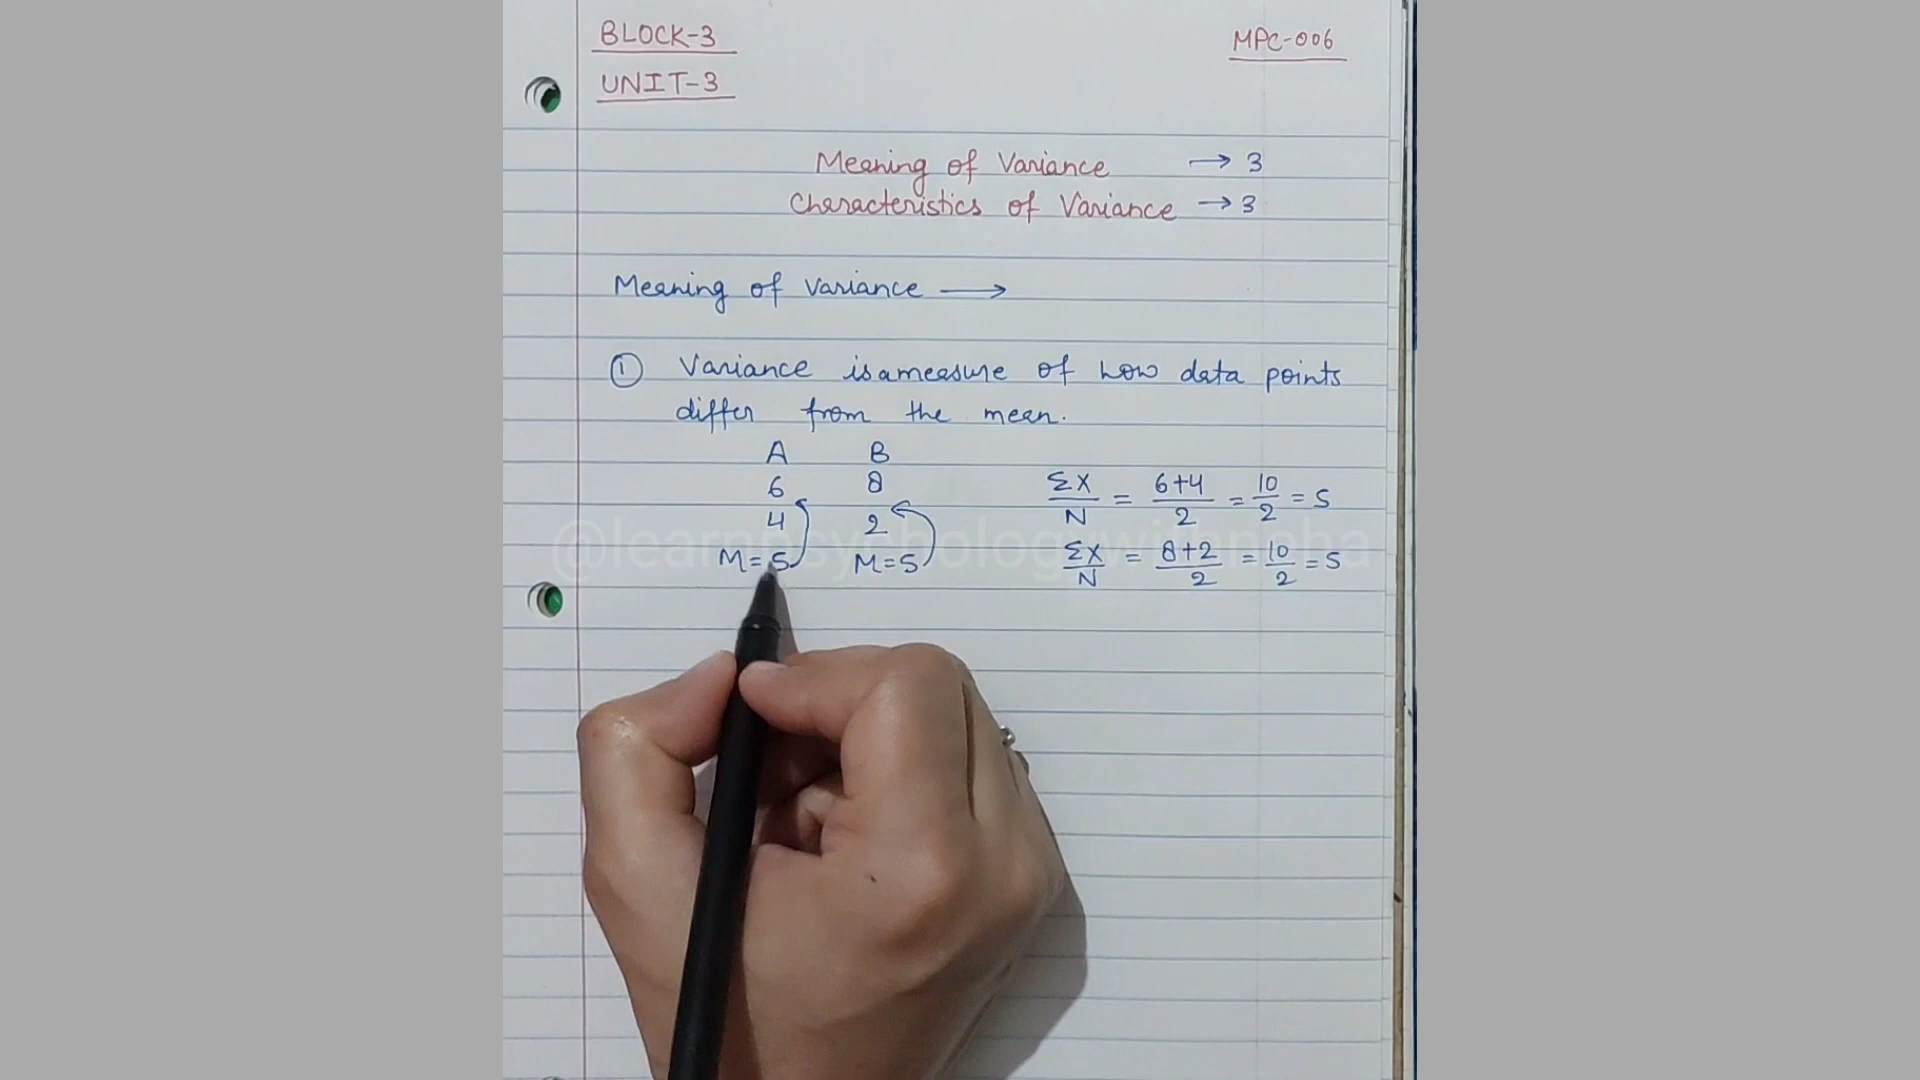 BLOCK-3
MPC-006
UNIT-3
Meaning of Variance → 3
Characteristics of Variance → 3
Meaning of Variance →
① Variance is a measure of how data points
differ from the mean.
A B
6 8
4 2
M=5 M=5
ΣX/N = 6+4/2 = 10/2 = 5
ΣX/N = 8+2/2 = 10/2 = 5